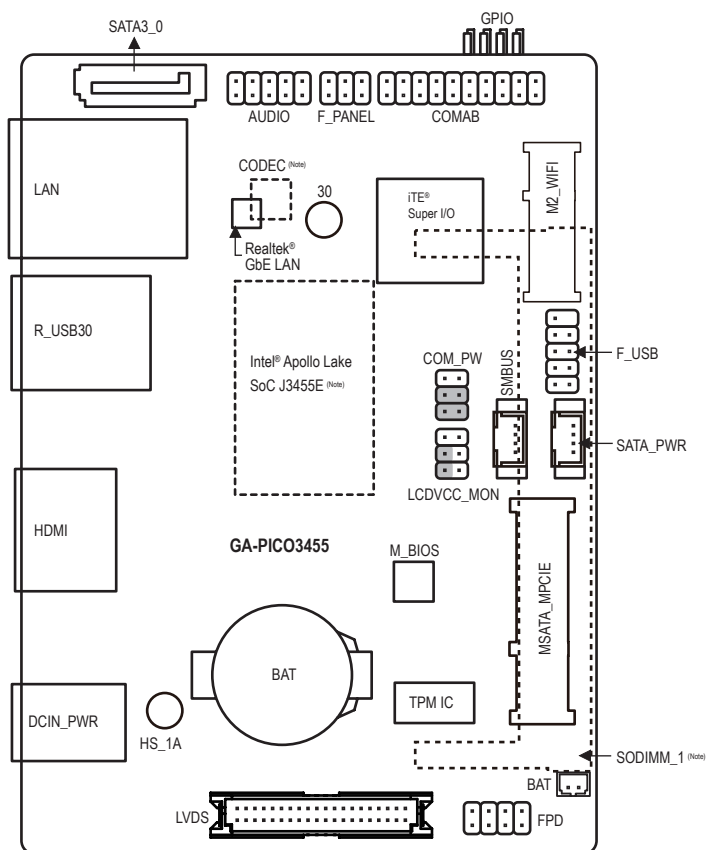 GPIO
SATA3_0
AUDIO
F_PANEL
COMAB
LAN
CODEC (Note)
30
iTE®
Super I/O
M2_WIFI
Realtek®
GbE LAN
R_USB30
Intel® Apollo Lake
SoC J3455E (Note)
COM_PW
SMBUS
F_USB
SATA_PWR
LCDVCC_MON
HDMI
GA-PICO3455
M_BIOS
MSATA_MPCIE
BAT
TPM IC
DCIN_PWR
HS_1A
SODIMM_1 (Note)
BAT
LVDS
FPD